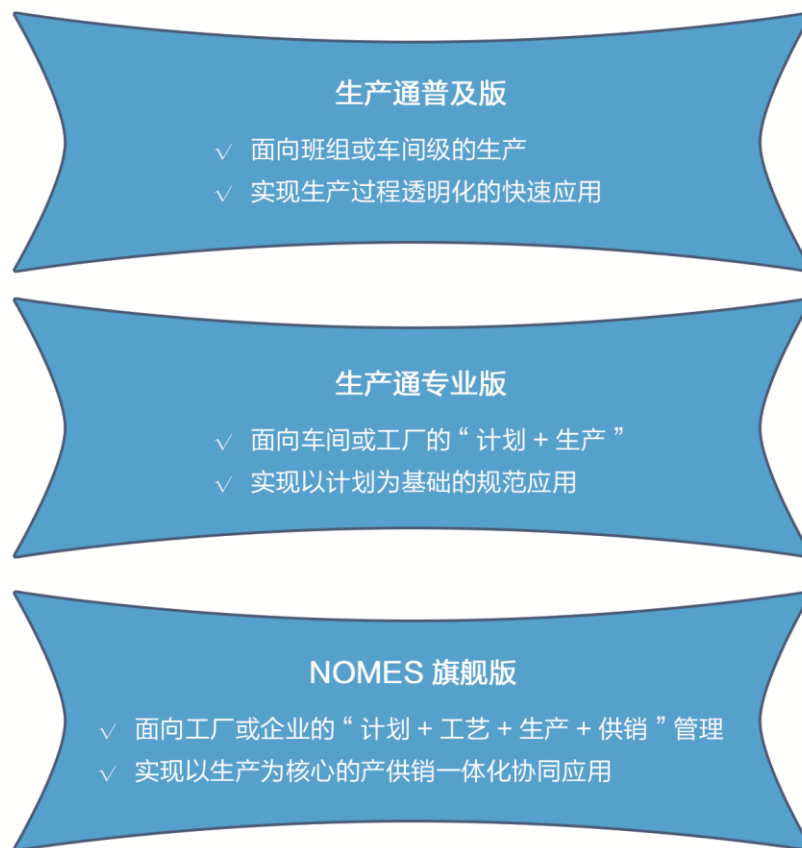 生产通普及版
√ 面向班组或车间级的生产
√ 实现生产过程透明化的快速应用
生产通专业版
√ 面向车间或工厂的“ 计划 + 生产 ”
√ 实现以计划为基础的规范应用
NOMES 旗舰版
√ 面向工厂或企业的“ 计划 + 工艺 + 生产 + 供销 ”管理
√ 实现以生产为核心的产供销一体化协同应用